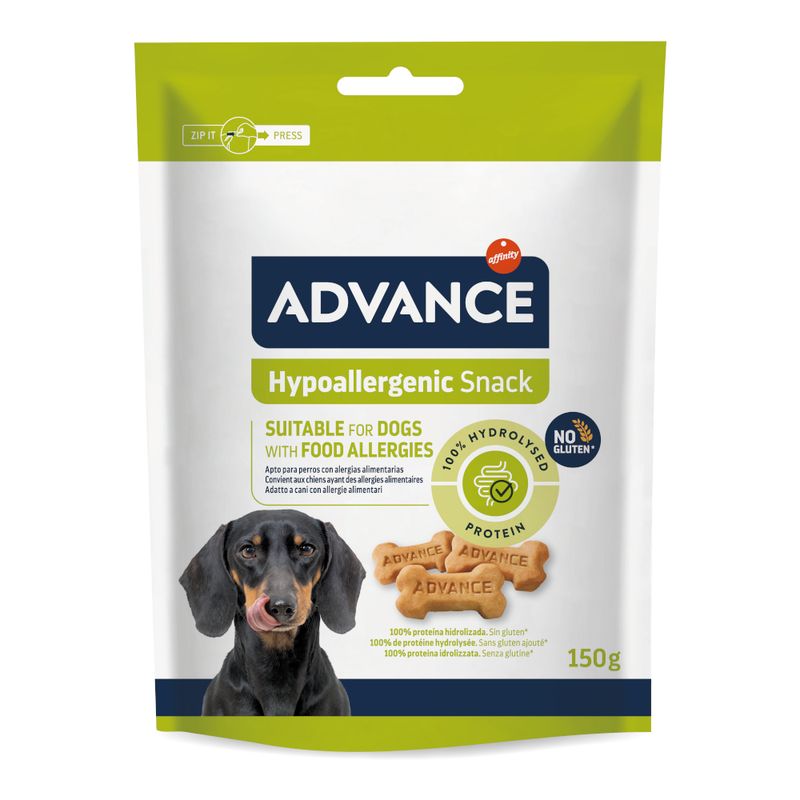 ZIP IT PRESS
affinity
ADVANCE
Hypoallergenic Snack
SUITABLE FOR DOGS
WITH FOOD ALLERGIES
Apto para perros con alergias alimentarias
Convient aux chiens ayant des allergies alimentaires
Adatto a cani con allergie alimentari
100% HYDROLYSED
PROTEIN
NO
GLUTEN*
ADVANCE
ADVANCE
ADVANCE
100% proteína hidrolizada. Sin gluten*
100% de protéine hydrolysée. Sans gluten ajouté*
100% proteina idrolizzata. Senza glutine*
150g